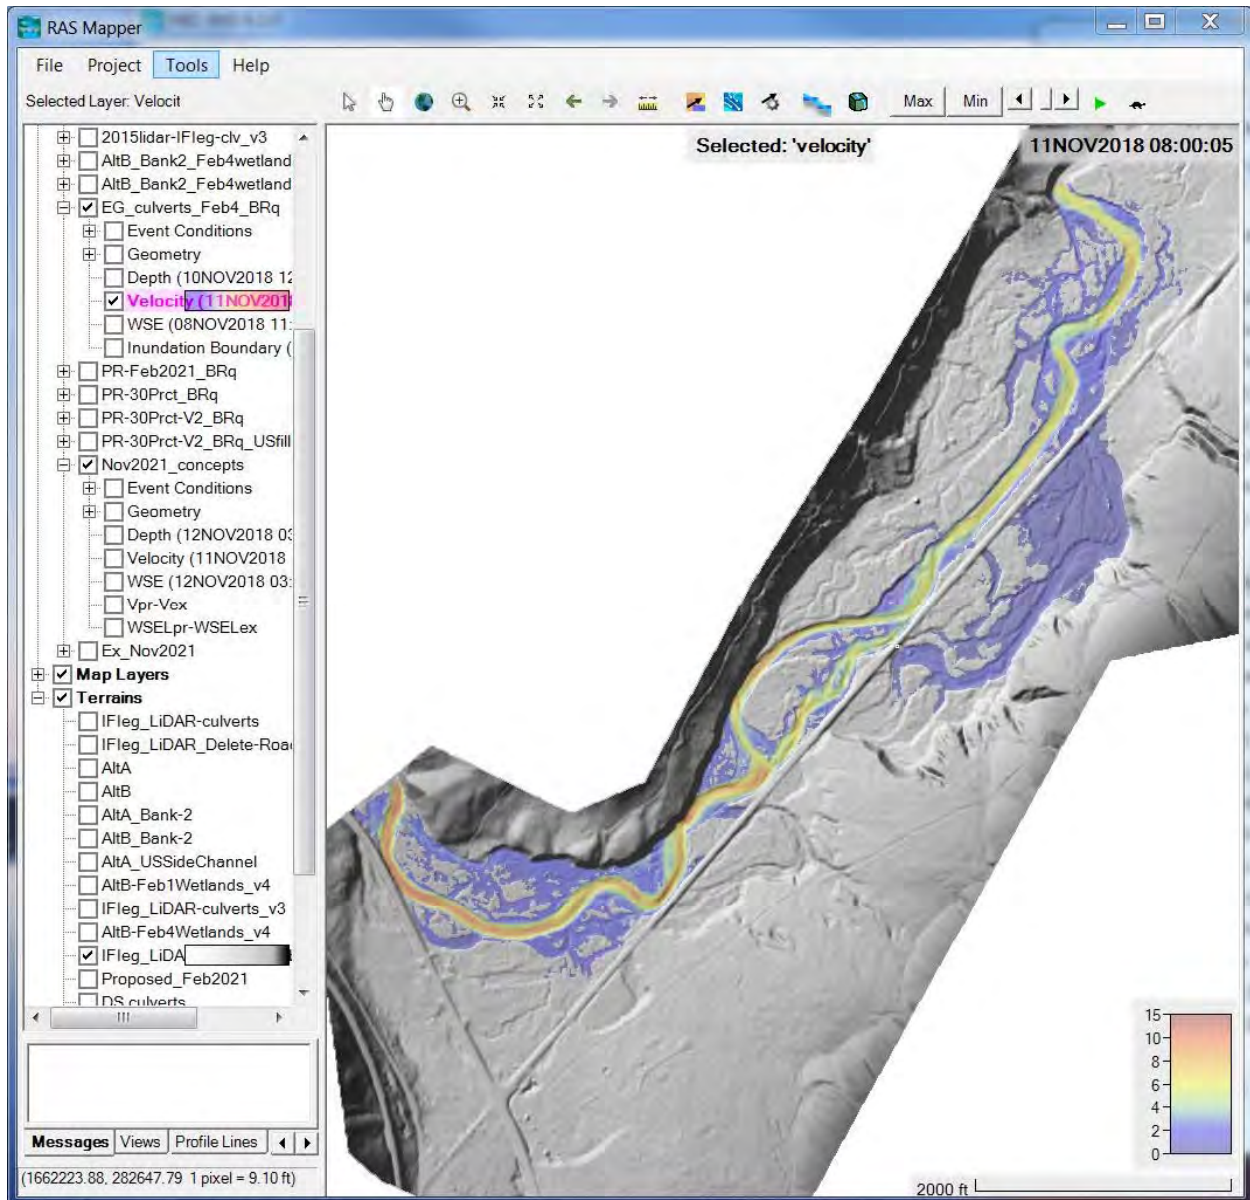 RAS Mapper
File Project Tools Help
Selected Layer: Velocit
Max Min
2015lidar-IFleg-clv_v3
AltB_Bank2_Feb4wetland
AltB_Bank2_Feb4wetland
EG_culverts_Feb4_BRq
Event Conditions
Geometry
Depth (10NOV2018 12
Velocity (11NOV201
WSE (08NOV2018 11:
Inundation Boundary (
PR-Feb2021_BRq
PR-30Prct_BRq
PR-30Prct-V2_BRq
PR-30Prct-V2_BRq_USfill
Nov2021_concepts
Event Conditions
Geometry
Depth (12NOV2018 03
Velocity (11NOV2018
WSE (12NOV2018 03:
Vpr-Vex
WSELpr-WSELex
Ex_Nov2021
Map Layers
Terrains
IFleg_LiDAR-culverts
IFleg_LiDAR_Delete-Roa
AltA
AltB
AltA_Bank-2
AltB_Bank-2
AltA_USSideChannel
AltB-Feb1Wetlands_v4
IFleg_LiDAR-culverts_v3
AltB-Feb4Wetlands_v4
IFleg_LiDA
Proposed_Feb2021
DS culverts
Messages Views Profile Lines
(1662223.88, 282647.79 1 pixel = 9.10 ft)
Selected: 'velocity'
11NOV2018 08:00:05
15
10
8
6
4
2
0
2000 ft